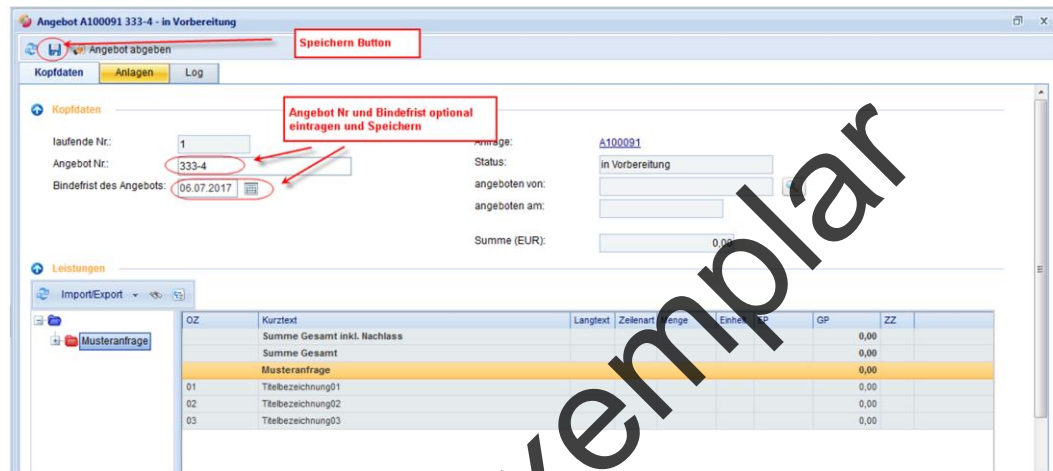 Angebot A100091 333-4 - in Vorbereitung
Angebot abgeben
Speichern Button
Kopfdaten Anlagen Log
Kopfdaten
Angebot Nr und Bindefrist optional
eintragen und Speichern
laufende Nr.: 1
Anfrage: A100091
Angebot Nr.: 333-4
Status: in Vorbereitung
Bindefrist des Angebots: 06.07.2017
angeboten von:
angeboten am:
Summe (EUR): 0,00
Leistungen
Import/Export
Musteranfrage
OZ Kurztext Langtext Zeilenart Menge Einheit EP GP ZZ
Summe Gesamt inkl. Nachlass 0,00
Summe Gesamt 0,00
Musteranfrage 0,00
01 Titelbezeichnung01 0,00
02 Titelbezeichnung02 0,00
03 Titelbezeichnung03 0,00